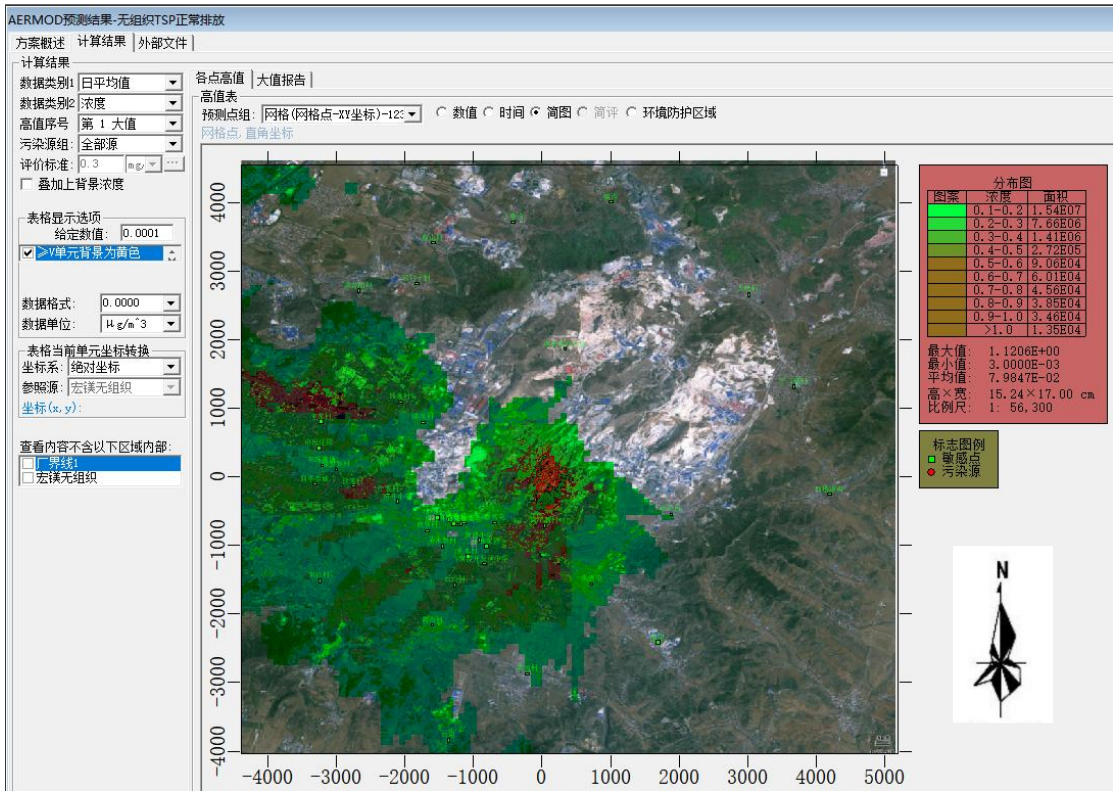 AERMOD预测结果-无组织TSP正常排放
方案概述 计算结果 外部文件
计算结果
数据类别1 日平均值
数据类别2 浓度
高值序号 第 1 大值
污染源组: 全部源
评价标准: 0.3 mg/ ...
叠加上背景浓度
表格显示选项
给定数值: 0.0001
≥V单元背景为黄色
数据格式: 0.0000
数据单位: μg/m^3
表格当前单元坐标转换
坐标系: 绝对坐标
参照源: 宏镁无组织
坐标(x,y):
查看内容不含以下区域内部:
厂界线1
宏镁无组织
各点高值 大值报告
高值表
预测点组: 网格(网格点-XY坐标)-123 数值 时间 简图 简评 环境防护区域
网格点,直角坐标
4000
3000
2000
1000
0
-1000
-2000
-3000
-4000
-4000 -3000 -2000 -1000 0 1000 2000 3000 4000 5000
分布图
图案 浓度 面积
0.1-0.2 1.54E07
0.2-0.3 7.66E06
0.3-0.4 1.41E06
0.4-0.5 2.72E05
0.5-0.6 9.06E04
0.6-0.7 6.01E04
0.7-0.8 4.56E04
0.8-0.9 3.85E04
0.9-1.0 3.46E04
>1.0 1.35E04
最大值: 1.1206E+00
最小值: 3.0000E-03
平均值: 7.9847E-02
高×宽: 15.24×17.00 cm
比例尺: 1: 56,300
标志图例
敏感点
污染源
N